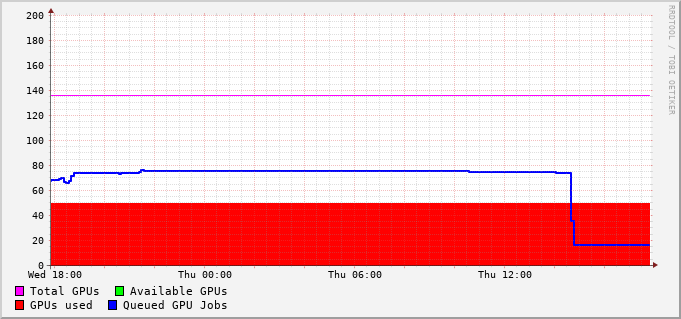 200
180
160
140
120
100
80
60
40
20
0
Wed 18:00 Thu 00:00 Thu 06:00 Thu 12:00
Total GPUs Available GPUs
GPUs used Queued GPU Jobs
RRDTOOL / TOBI OETIKER